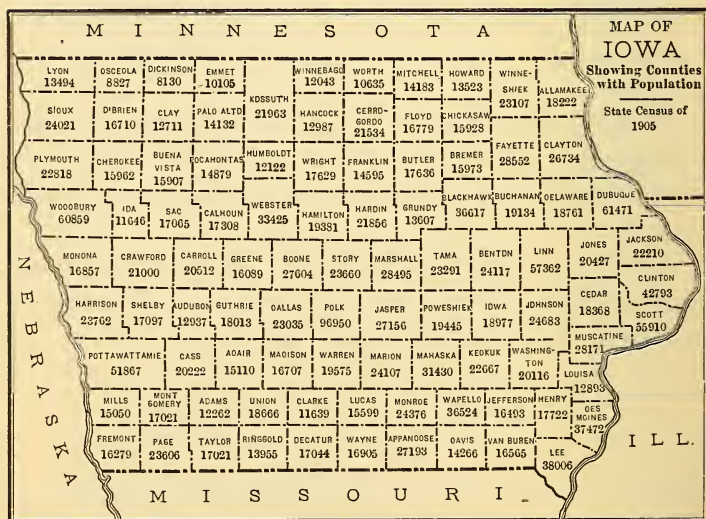 MINNESOTA
MAP OF
IOWA
Showing Counties
with Population
State Census of
1905
LYON
13494
OSCEOLA
8827
DICKINSON
8130
EMMET
10105
KOSSUTH
21963
WINNEBAGO
12043
WORTH
10635
MITCHELL
14183
HOWARD
13523
WINNE-
SHIEK
23107
ALLAMAKEE
18222
SIOUX
24021
O'BRIEN
16710
CLAY
12711
PALO ALTO
14132
HANCOCK
12987
CERRO-
GORDO
21534
FLOYD
16779
CHICKASAW
15928
FAYETTE
28552
CLAYTON
26734
PLYMOUTH
22818
CHEROKEE
15962
BUENA
VISTA
15907
POCAHONTAS
14879
HUMBOLDT
12122
WRIGHT
17629
FRANKLIN
14595
BUTLER
17636
BREMER
15973
WOODBURY
60859
IDA
11646
SAC
17065
CALHOUN
17308
WEBSTER
33425
HAMILTON
19381
HARDIN
21856
GRUNDY
13607
BLACKHAWK
36617
BUCHANAN
19134
DELAWARE
18761
DUBUQUE
61471
MONONA
16857
CRAWFORD
21000
CARROLL
20512
GREENE
16089
BOONE
27604
STORY
23660
MARSHALL
28495
TAMA
23291
BENTON
24117
LINN
57362
JONES
20427
JACKSON
22210
CLINTON
42793
HARRISON
23762
SHELBY
17097
AUDUBON
12937
GUTHRIE
18013
DALLAS
23035
POLK
96950
JASPER
27156
POWESHIEK
19445
IOWA
18977
JOHNSON
24683
CEDAR
18368
SCOTT
55910
MUSCATINE
28171
POTTAWATTAMIE
51867
CASS
20222
ADAIR
15110
MADISON
16707
WARREN
19575
MARION
24107
MAHASKA
31430
KEOKUK
22667
WASHING-
TON
20116
LOUISA
12893
MILLS
15050
MONT
GOMERY
17021
ADAMS
12262
UNION
18666
CLARKE
11639
LUCAS
15599
MONROE
24376
WAPELLO
36524
JEFFERSON
16493
HENRY
17722
DES
MOINES
37472
FREMONT
16279
PAGE
23606
TAYLOR
17021
RINGGOLD
13955
DECATUR
17044
WAYNE
16905
APPANOOSE
27193
DAVIS
14266
VAN BUREN
16565
LEE
38006
NEBRASKA
ILL.
MISSOURI